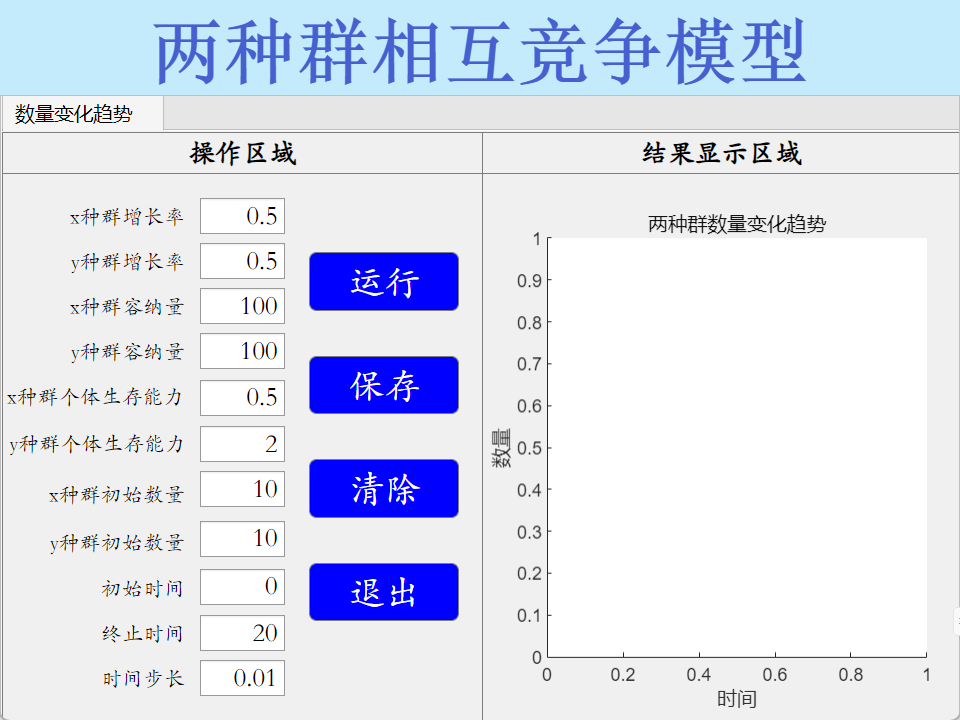 两种群相互竞争模型
数量变化趋势
操作区域
x种群增长率 0.5
y种群增长率 0.5
x种群容纳量 100
y种群容纳量 100
x种群个体生存能力 0.5
y种群个体生存能力 2
x种群初始数量 10
y种群初始数量 10
初始时间 0
终止时间 20
时间步长 0.01
运行
保存
清除
退出
结果显示区域
两种群数量变化趋势
数量
1
0.9
0.8
0.7
0.6
0.5
0.4
0.3
0.2
0.1
0
0 0.2 0.4 0.6 0.8 1
时间